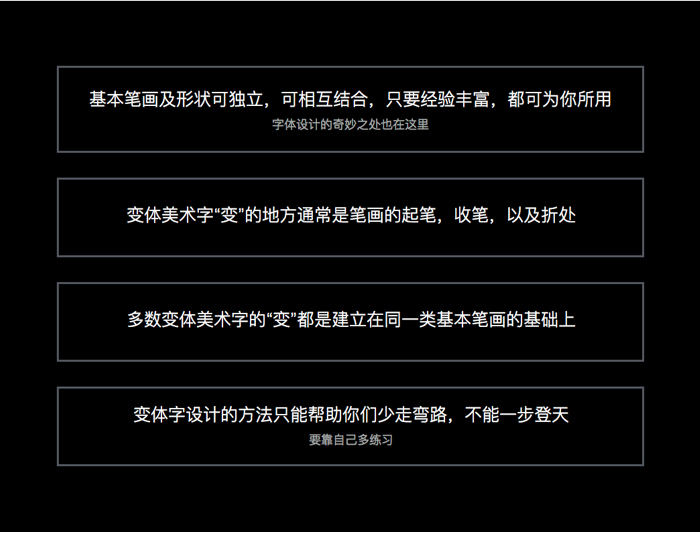 基本笔画及形状可独立，可相互结合，只要经验丰富，都可为你所用
字体设计的奇妙之处也在这里
变体美术字“变”的地方通常是笔画的起笔，收笔，以及折处
多数变体美术字的“变”都是建立在同一类基本笔画的基础上
变体字设计的方法只能帮助你们少走弯路，不能一步登天
要靠自己多练习